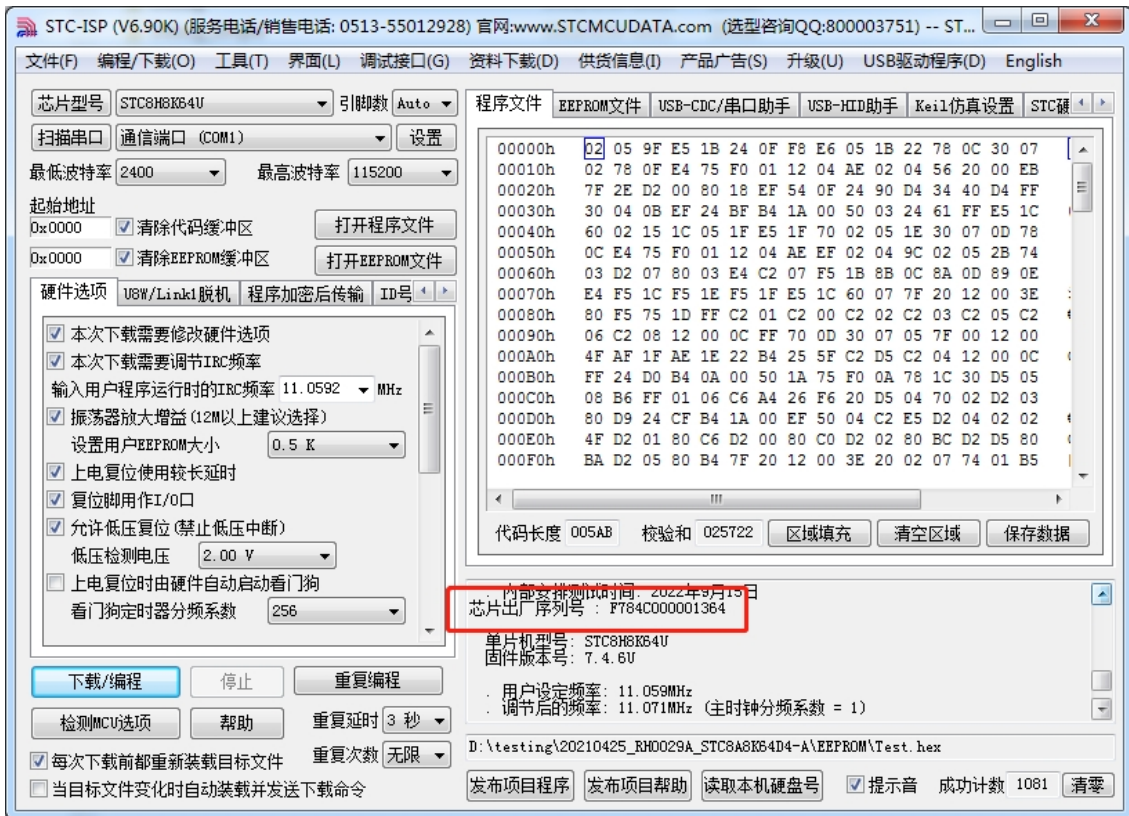 STC-ISP (V6.90K) (服务电话/销售电话: 0513-55012928) 官网:www.STCMCUDATA.com (选型咨询QQ:800003751) -- ST...
文件(F) 编程/下载(O) 工具(T) 界面(L) 调试接口(G) 资料下载(D) 供货信息(I) 产品广告(S) 升级(U) USB驱动程序(D) English
芯片型号 STC8H8K64U 引脚数 Auto
扫描串口 通信端口 (COM1) 设置
最低波特率 2400 最高波特率 115200
起始地址
0x0000 清除代码缓冲区 打开程序文件
0x0000 清除EEPROM缓冲区 打开EEPROM文件
硬件选项 U8W/Link1脱机 程序加密后传输 ID号
本次下载需要修改硬件选项
本次下载需要调节IRC频率
输入用户程序运行时的IRC频率 11.0592 MHz
振荡器放大增益(12M以上建议选择)
设置用户EEPROM大小 0.5 K
上电复位使用较长延时
复位脚用作I/O口
允许低压复位(禁止低压中断)
低压检测电压 2.00 V
上电复位时由硬件自动启动看门狗
看门狗定时器分频系数 256
下载/编程 停止 重复编程
检测MCU选项 帮助 重复延时 3 秒
每次下载前都重新装载目标文件 重复次数 无限
当目标文件变化时自动装载并发送下载命令
程序文件 EEPROM文件 USB-CDC/串口助手 USB-HID助手 Keil仿真设置 STC硬
00000h 02 05 9F E5 1B 24 0F F8 E6 05 1B 22 78 0C 30 07
00010h 02 78 0F E4 75 F0 01 12 04 AE 02 04 56 20 00 EB
00020h 7F 2E D2 00 80 18 EF 54 0F 24 90 D4 34 40 D4 FF
00030h 30 04 0B EF 24 BF B4 1A 00 50 03 24 61 FF E5 1C
00040h 60 02 15 1C 05 1F E5 1F 70 02 05 1E 30 07 0D 78
00050h 0C E4 75 F0 01 12 04 AE EF 02 04 9C 02 05 2B 74
00060h 03 D2 07 80 03 E4 C2 07 F5 1B 8B 0C 8A 0D 89 0E
00070h E4 F5 1C F5 1E F5 1F E5 1C 60 07 7F 20 12 00 3E
00080h 80 F5 75 1D FF C2 01 C2 00 C2 02 C2 03 C2 05 C2
00090h 06 C2 08 12 00 0C FF 70 0D 30 07 05 7F 00 12 00
000A0h 4F AF 1F AE 1E 22 B4 25 5F C2 D5 C2 04 12 00 0C
000B0h FF 24 D0 B4 0A 00 50 1A 75 F0 0A 78 1C 30 D5 05
000C0h 08 B6 FF 01 06 C6 A4 26 F6 20 D5 04 70 02 D2 03
000D0h 80 D9 24 CF B4 1A 00 EF 50 04 C2 E5 D2 04 02 02
000E0h 4F D2 01 80 C6 D2 00 80 C0 D2 02 80 BC D2 D5 80
000F0h BA D2 05 80 B4 7F 20 12 00 3E 20 02 07 74 01 B5
代码长度 005AB 校验和 025722 区域填充 清空区域 保存数据
. 内部安排测试时间: 2022年9月15日
芯片出厂序列号 : F784C000001364
单片机型号: STC8H8K64U
固件版本号: 7.4.6U
. 用户设定频率: 11.059MHz
. 调节后的频率: 11.071MHz (主时钟分频系数 = 1)
D:\testing\20210425_RH0029A_STC8A8K64D4-A\EEPROM\Test.hex
发布项目程序 发布项目帮助 读取本机硬盘号 提示音 成功计数 1081 清零